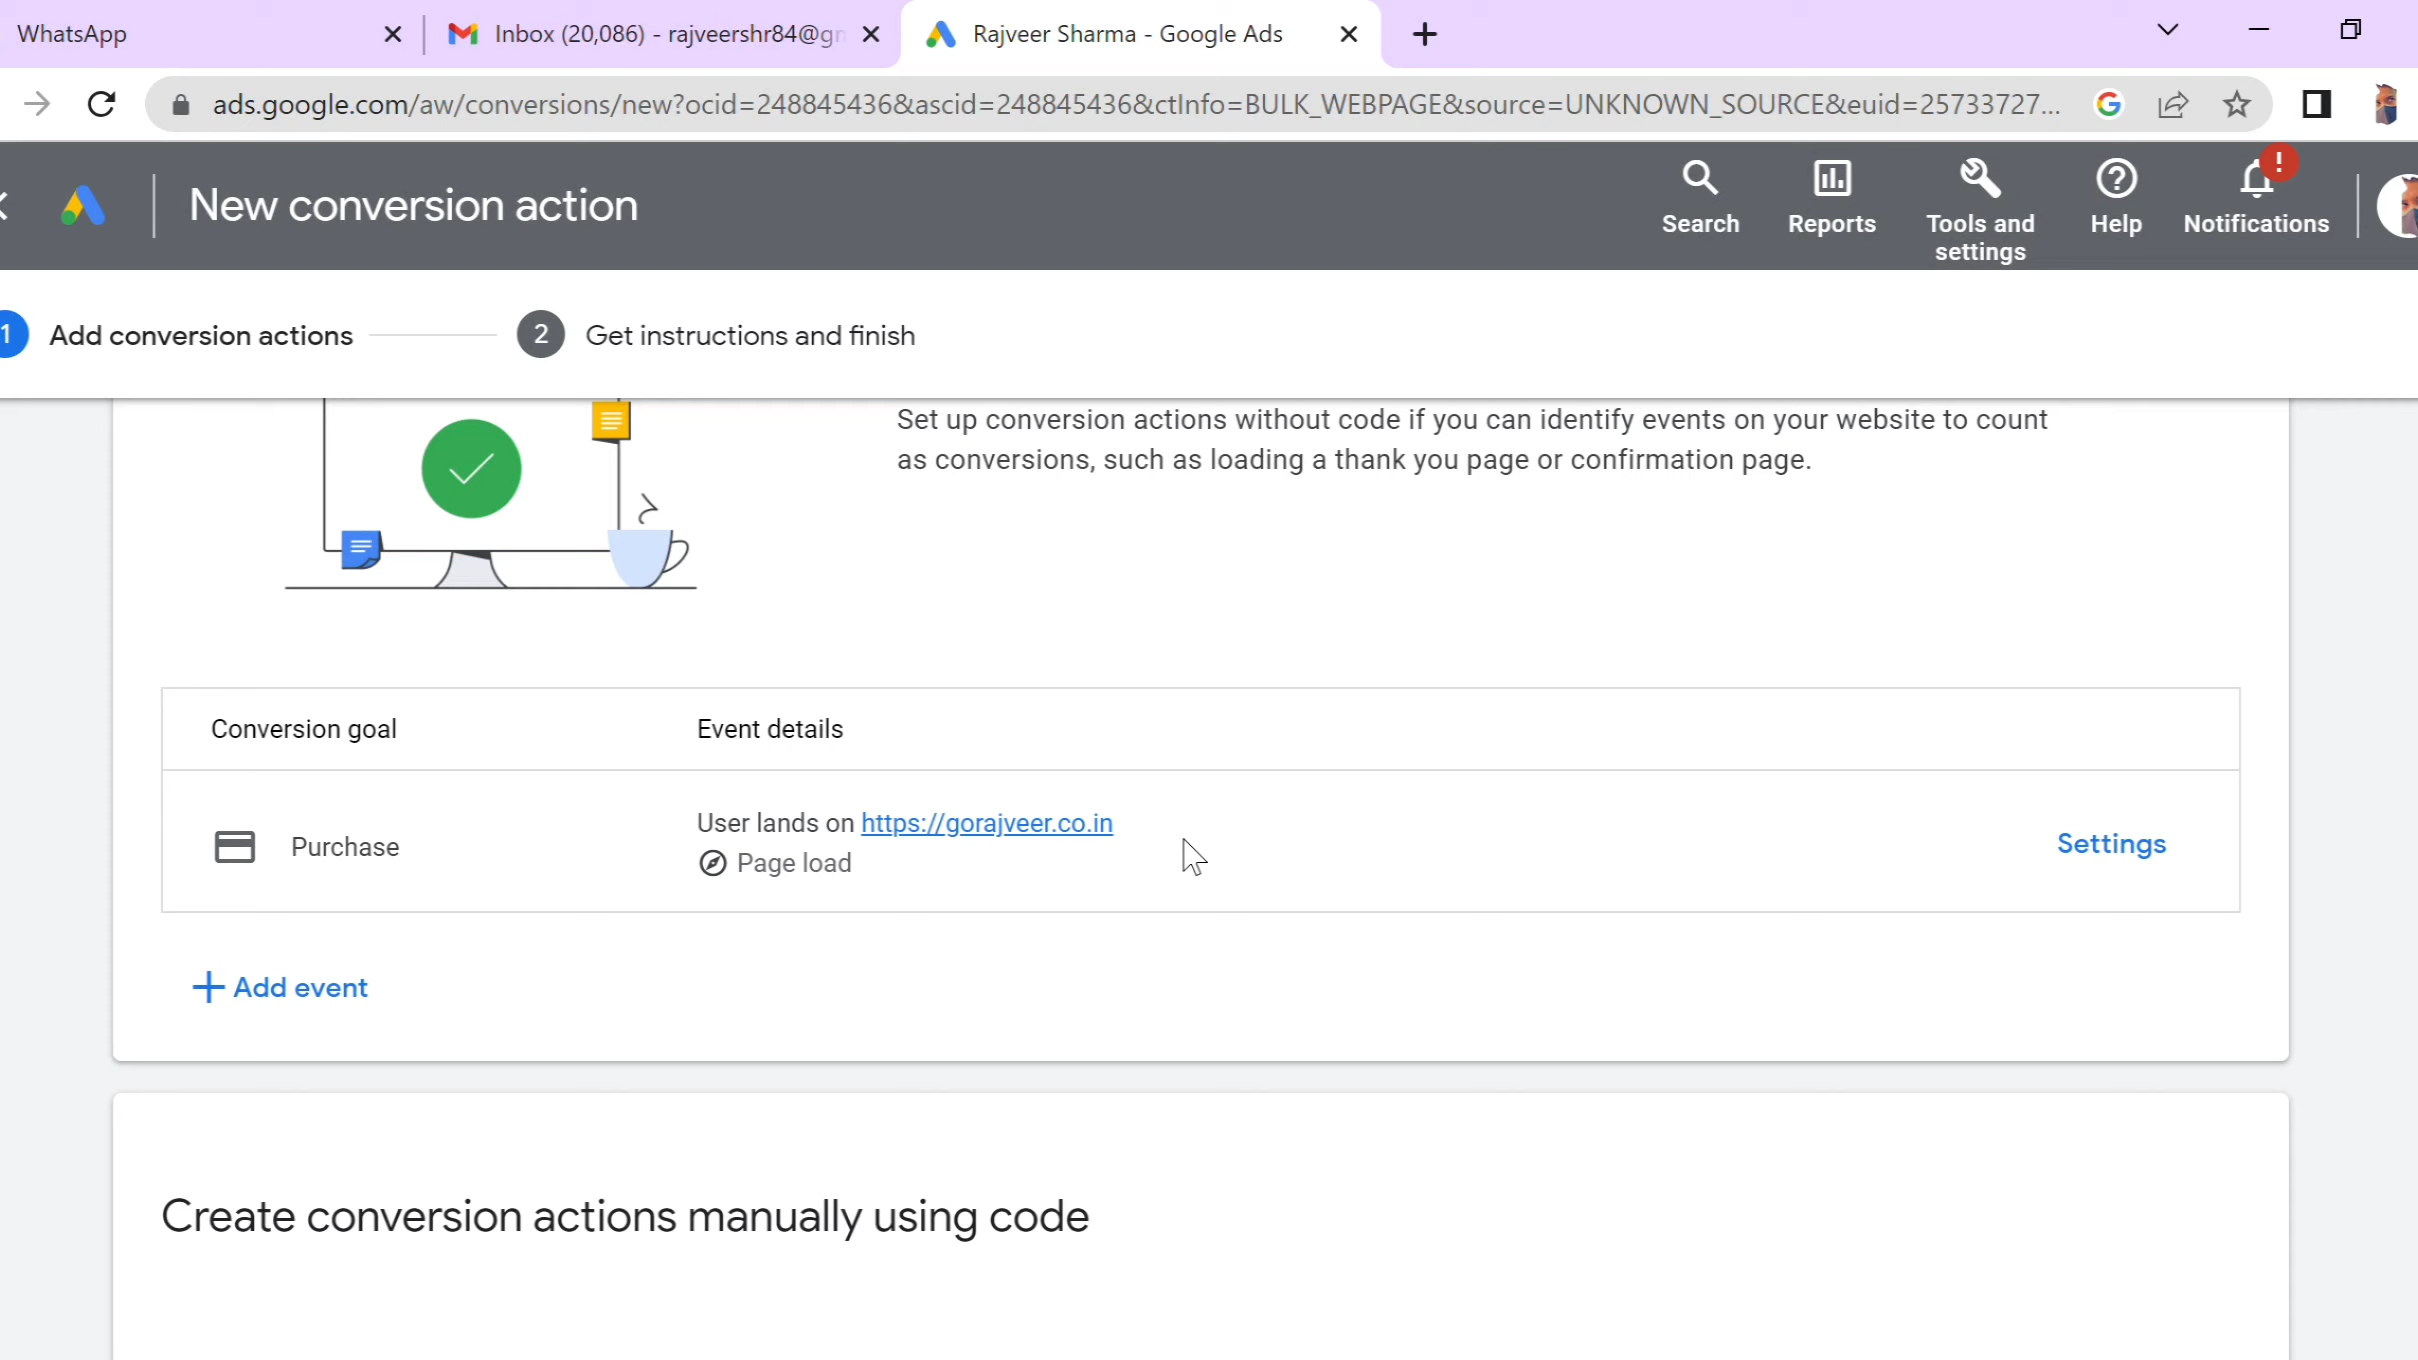 WhatsApp
Inbox (20,086) - rajveershr84@gm
Rajveer Sharma - Google Ads
ads.google.com/aw/conversions/new?ocid=248845436&ascid=248845436&ctInfo=BULK_WEBPAGE&source=UNKNOWN_SOURCE&euid=25733727...
New conversion action
Search
Reports
Tools and
settings
Help
Notifications
!
1 Add conversion actions
2 Get instructions and finish
Set up conversion actions without code if you can identify events on your website to count
as conversions, such as loading a thank you page or confirmation page.
Conversion goal
Event details
Purchase
User lands on https://gorajveer.co.in
Page load
Settings
+ Add event
Create conversion actions manually using code